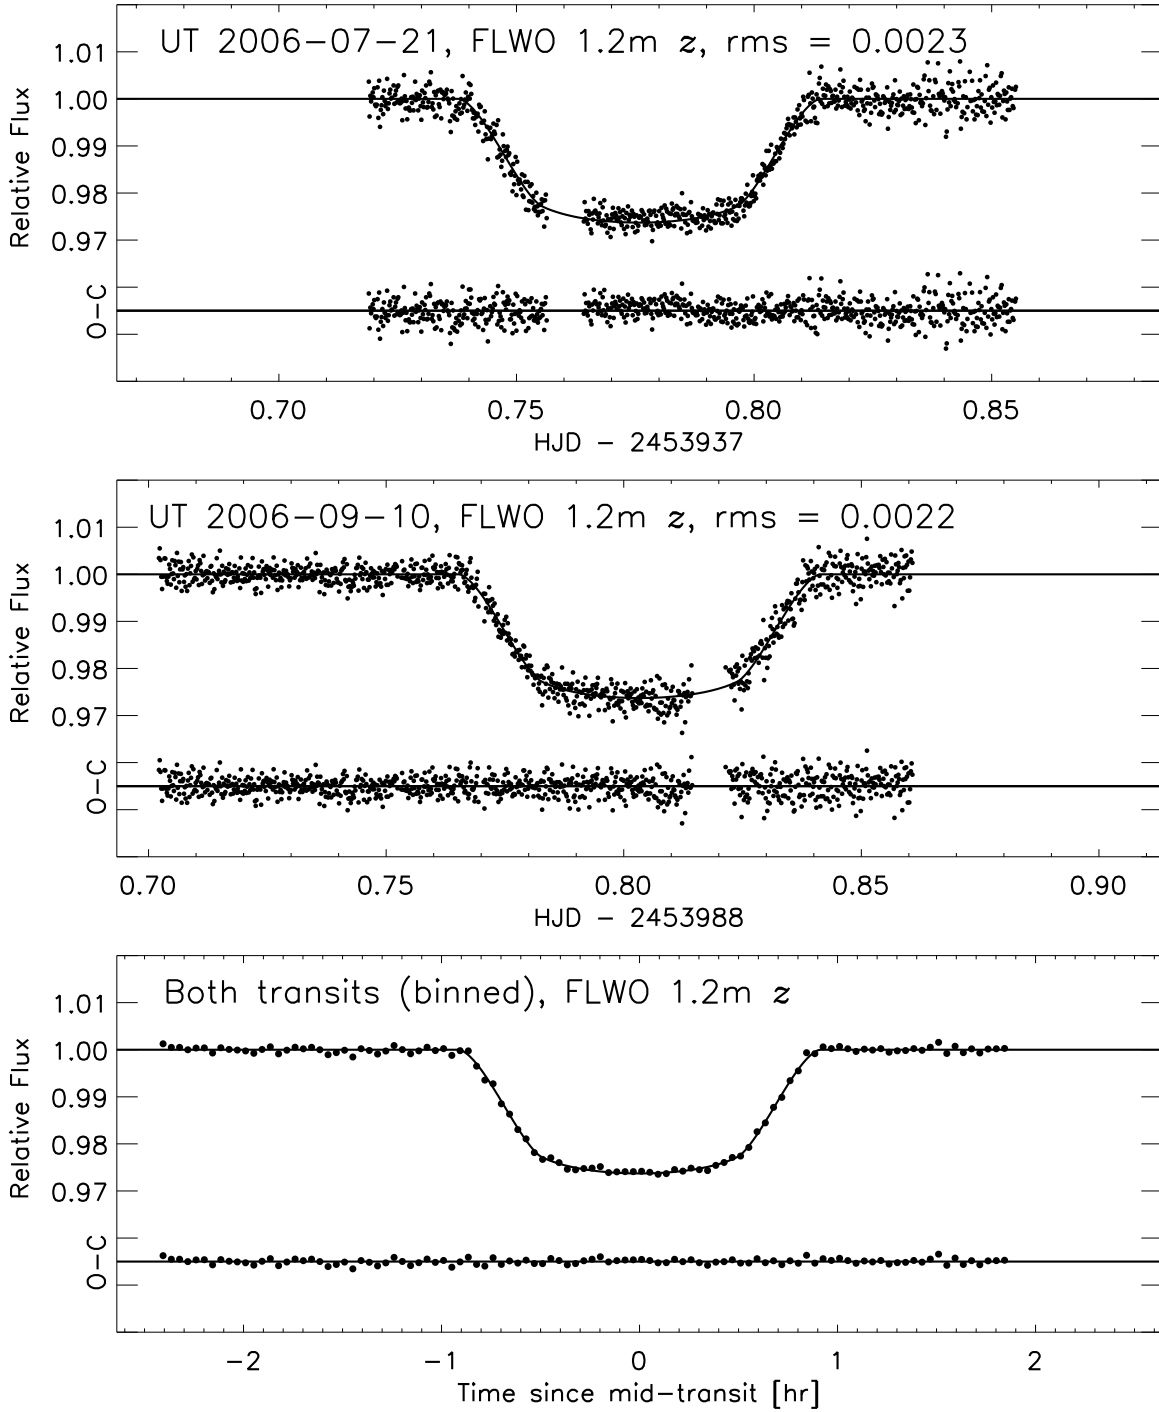 UT 2006-07-21, FLWO 1.2m z, rms = 0.0023
1.01
1.00
0.99
0.98
0.97
Relative Flux
O-C
0.70 0.75 0.80 0.85
HJD - 2453937
UT 2006-09-10, FLWO 1.2m z, rms = 0.0022
1.01
1.00
0.99
0.98
0.97
Relative Flux
O-C
0.70 0.75 0.80 0.85 0.90
HJD - 2453988
Both transits (binned), FLWO 1.2m z
1.01
1.00
0.99
0.98
0.97
Relative Flux
O-C
-2 -1 0 1 2
Time since mid-transit [hr]